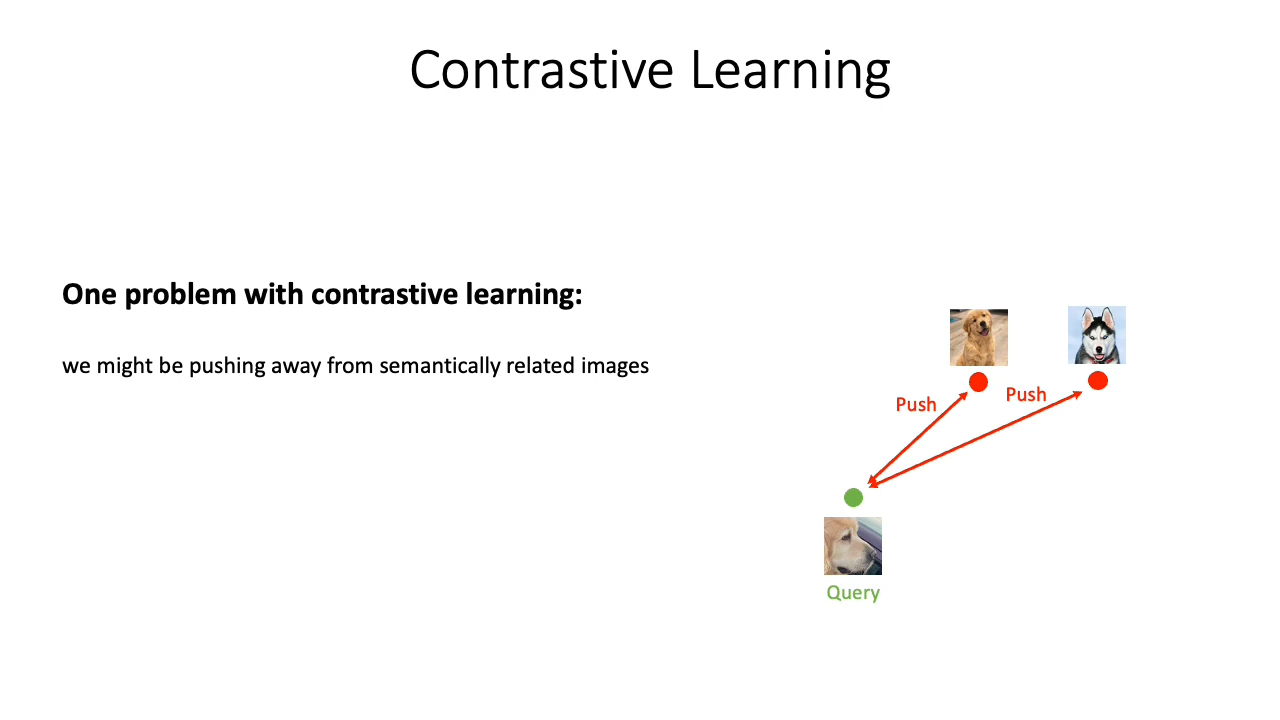 Contrastive Learning
One problem with contrastive learning:
we might be pushing away from semantically related images
Push
Push
Query